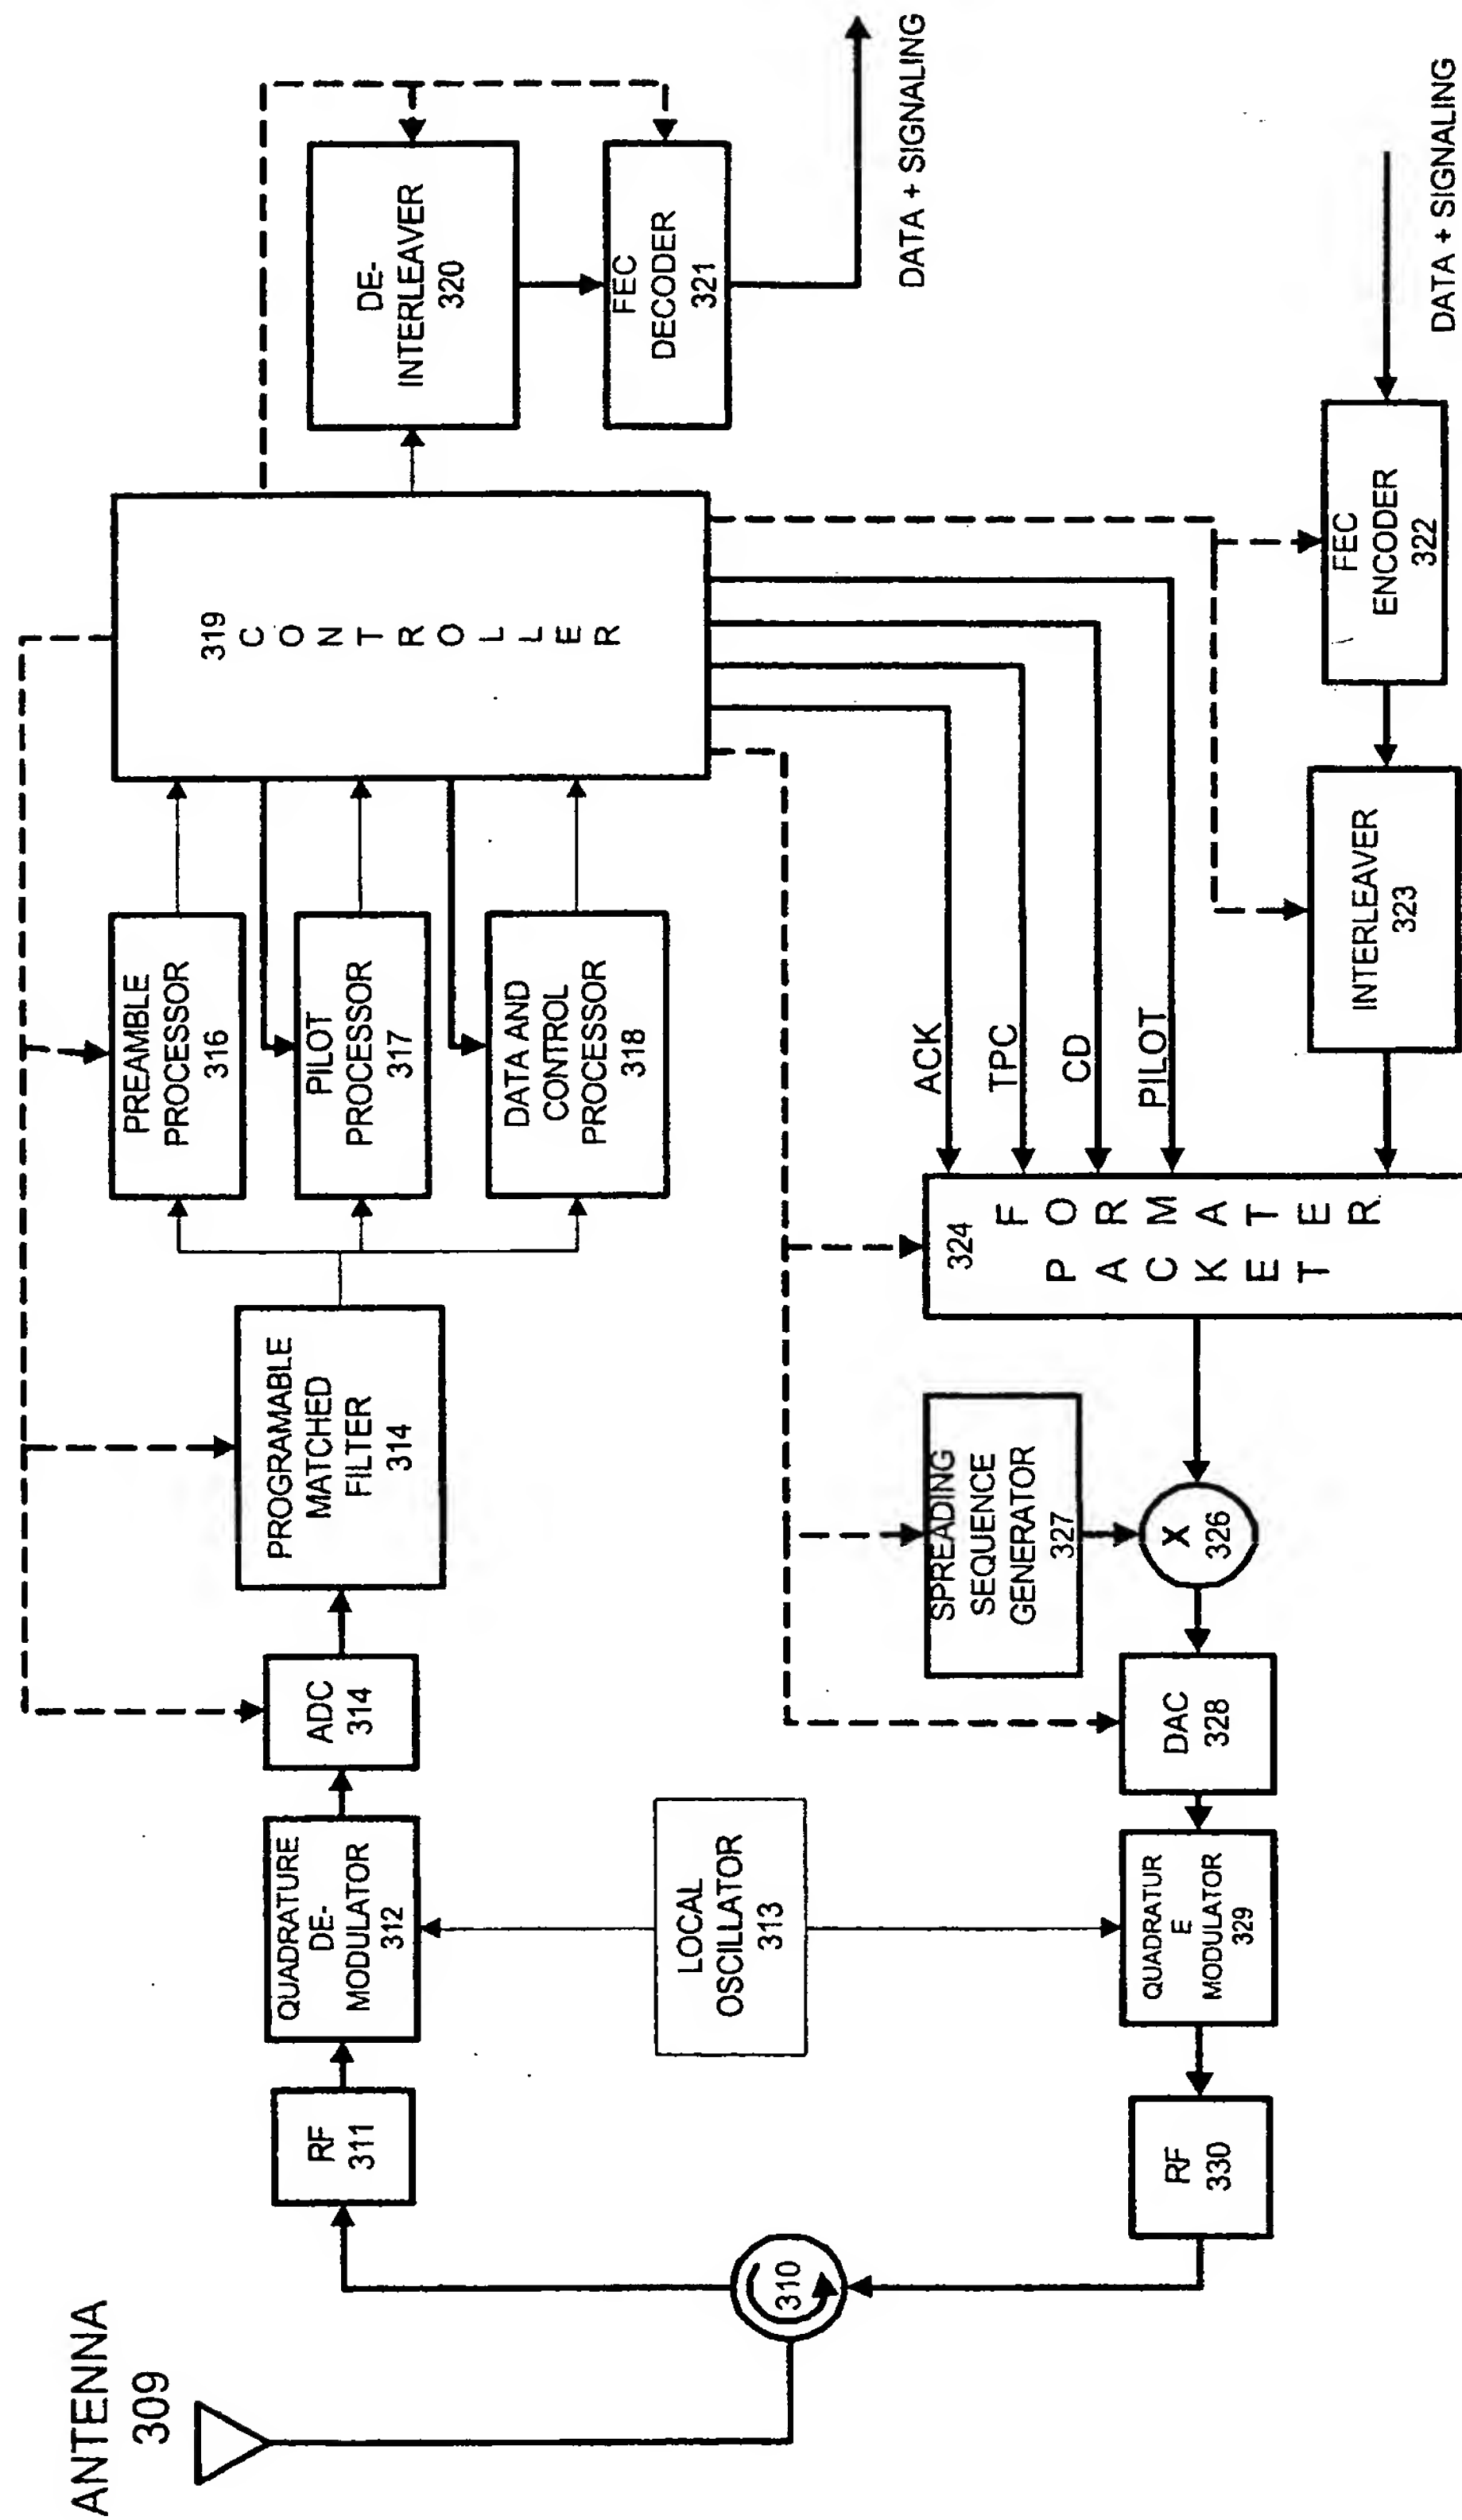 ANTENNA
309
310
RF
311
QUADRATURE
DE-
MODULATOR
312
LOCAL
OSCILLATOR
313
ADC
314
PROGRAMABLE
MATCHED
FILTER
314
PREAMBLE
PROCESSOR
316
PILOT
PROCESSOR
317
DATA AND
CONTROL
PROCESSOR
318
319
CONTROLLER
DE-
INTERLEAVER
320
FEC
DECODER
321
DATA + SIGNALING
DATA + SIGNALING
FEC
ENCODER
322
INTERLEAVER
323
ACK
TPC
CD
PILOT
324
PACKET
FORMATER
SPREADING
SEQUENCE
GENERATOR
327
X
326
DAC
328
QUADRATUR
E
MODULATOR
329
RF
330